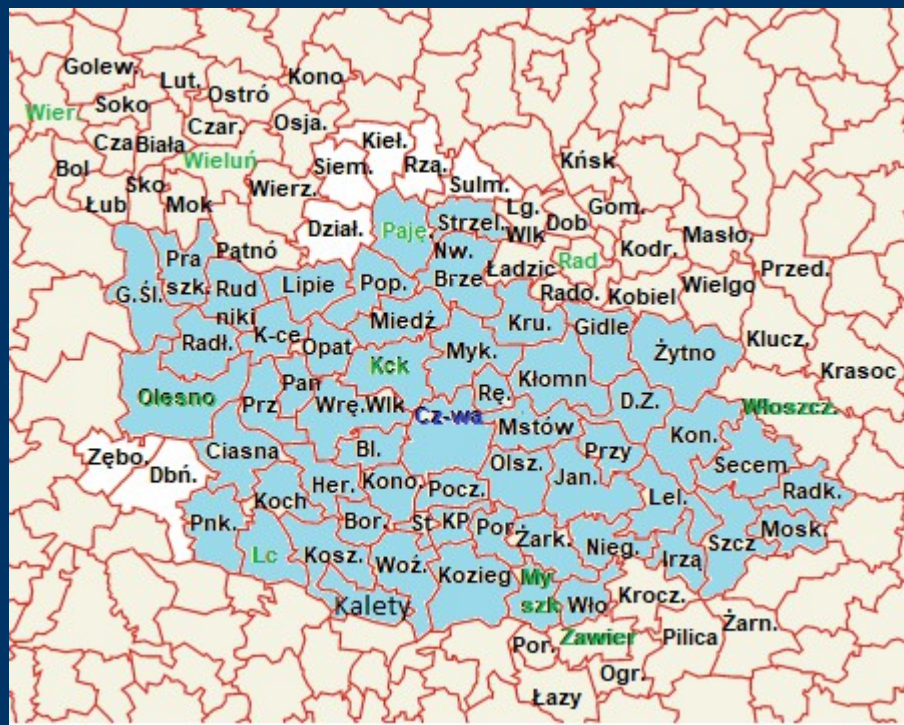 Golew.
Lut.
Kono
Ostró
Soko
Wier.
Czar.
Osja.
Cza
Biała
Kieł.
Wieluń
Siem.
Rzą.
Kńsk
Bol
Sko
Wierz.
Sulm.
Łub
Mok
Lg.
Wlk
Dob
Gom.
Dział.
Paję.
Strzel.
Masło.
Pątnó
Kodr.
Nw.
Brze
Pra
szk.
Ładzic
Rad
Przed.
G.Śl.
Rud
niki
Lipie
Pop.
Rado.
Kobiel
Wielgo
Miedź
Kru.
Gidle
Radł.
K-ce
Opat
Klucz.
Myk.
Żytno
Kck
Krasoc
Olesno
Pan
Kłomn
Rę.
Prz
Wrę.Wlk
D.Z.
Włoszcz.
Cz-wa
Mstów
Kon.
Zębo.
Ciasna
Bl.
Przy
Olsz.
Secem
Dbń.
Her.
Kono.
Pocz.
Jan.
Radk.
Koch
Lel.
Pnk.
Bor.
St
KP
Por.
Żark.
Nieg.
Szcz
Mosk.
Lc
Kosz.
Woź.
Irzą
Kozieg
My
szk
Wło
Krocz.
Kalety
Żarn.
Por.
Zawier
Pilica
Ogr.
Łazy